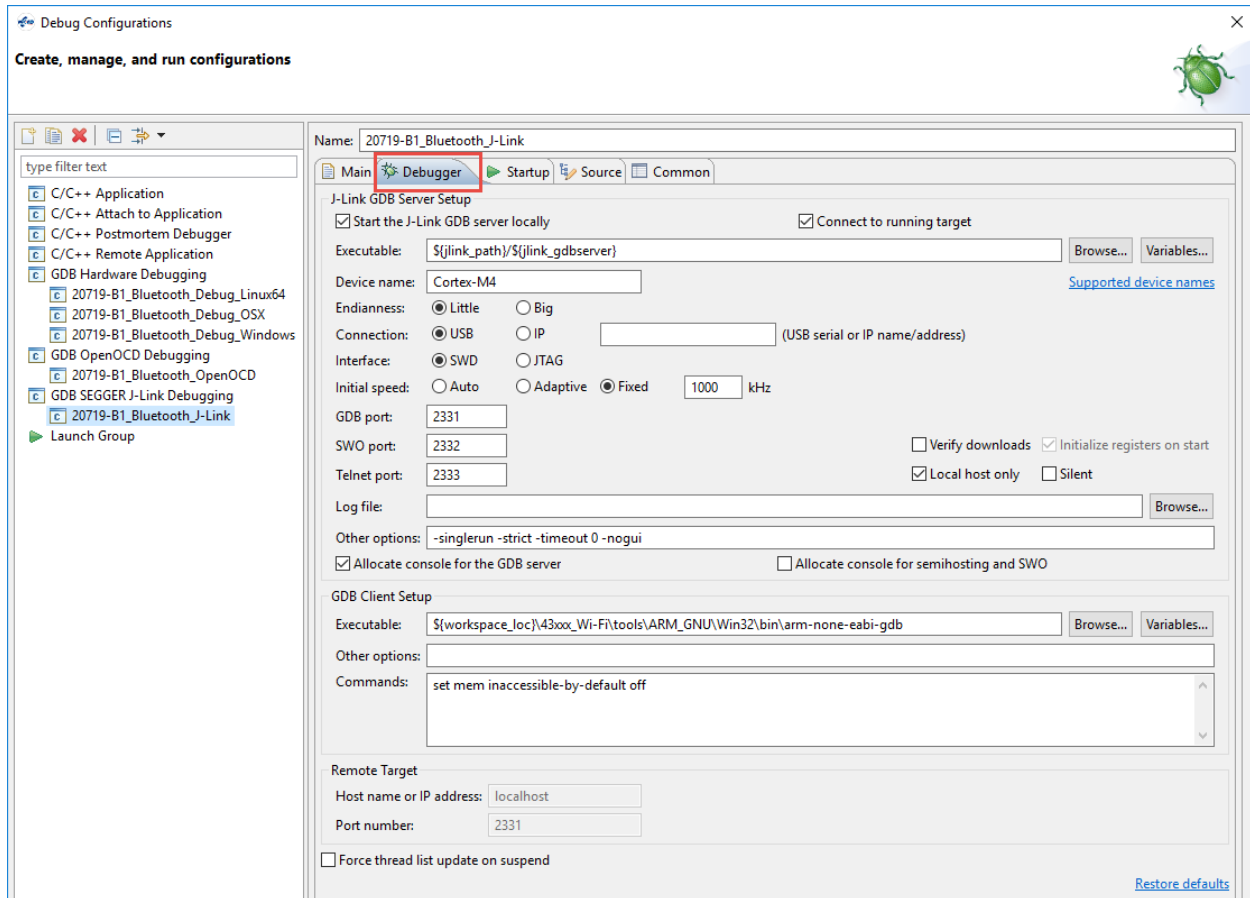 Debug Configurations
Create, manage, and run configurations
type filter text
C/C++ Application
C/C++ Attach to Application
C/C++ Postmortem Debugger
C/C++ Remote Application
GDB Hardware Debugging
20719-B1_Bluetooth_Debug_Linux64
20719-B1_Bluetooth_Debug_OSX
20719-B1_Bluetooth_Debug_Windows
GDB OpenOCD Debugging
20719-B1_Bluetooth_OpenOCD
GDB SEGGER J-Link Debugging
20719-B1_Bluetooth_J-Link
Launch Group
Name: 20719-B1_Bluetooth_J-Link
Main Debugger Startup Source Common
J-Link GDB Server Setup
Start the J-Link GDB server locally Connect to running target
Executable: ${jlink_path}/${jlink_gdbserver} Browse... Variables...
Device name: Cortex-M4 Supported device names
Endianness: Little Big
Connection: USB IP (USB serial or IP name/address)
Interface: SWD JTAG
Initial speed: Auto Adaptive Fixed 1000 kHz
GDB port: 2331
SWO port: 2332 Verify downloads Initialize registers on start
Telnet port: 2333 Local host only Silent
Log file: Browse...
Other options: -singlerun -strict -timeout 0 -nogui
Allocate console for the GDB server Allocate console for semihosting and SWO
GDB Client Setup
Executable: ${workspace_loc}\43xxx_Wi-Fi\tools\ARM_GNU\Win32\bin\arm-none-eabi-gdb Browse... Variables...
Other options:
Commands: set mem inaccessible-by-default off
Remote Target
Host name or IP address: localhost
Port number: 2331
Force thread list update on suspend
Restore defaults